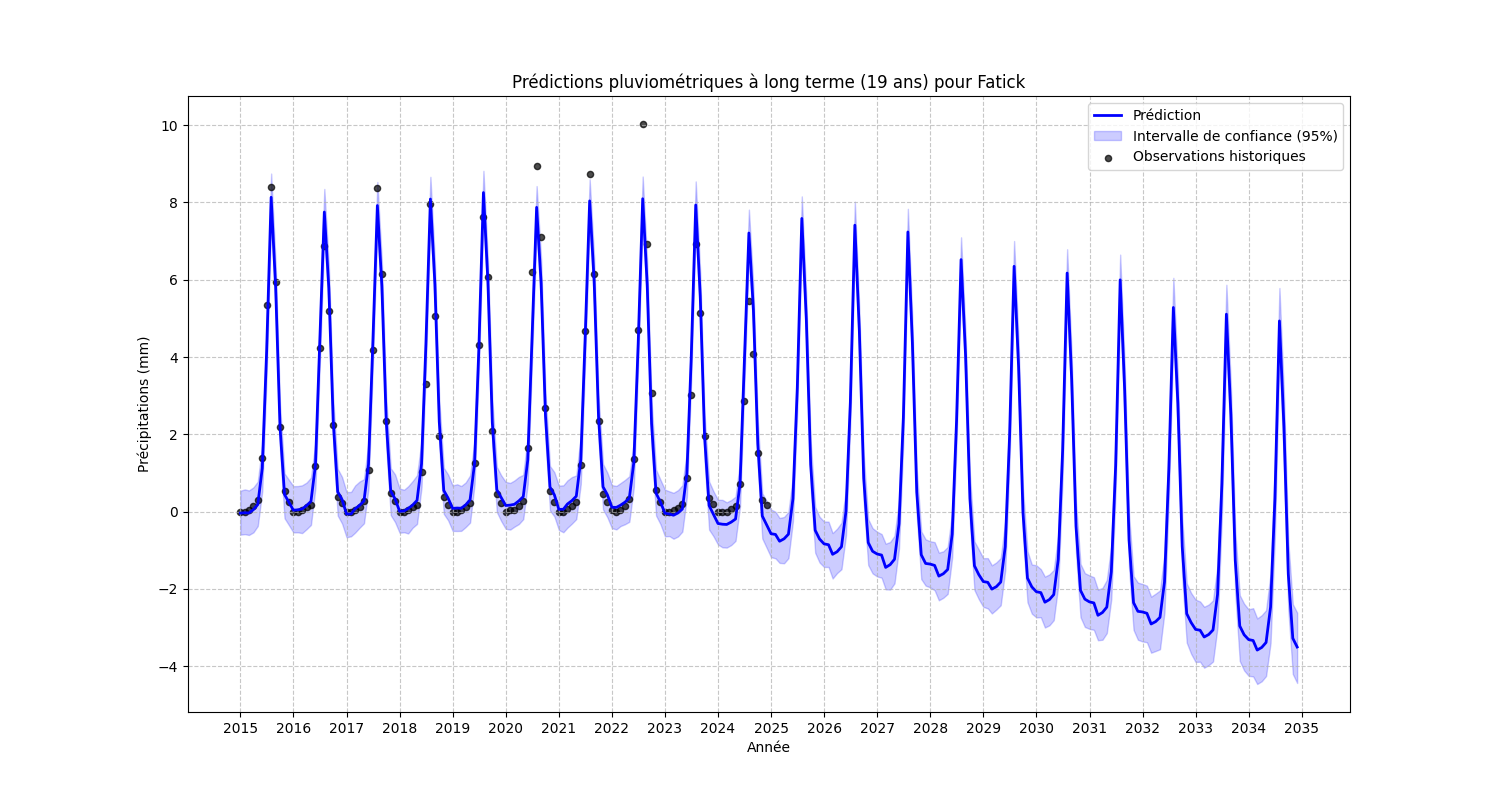 Prédictions pluviométriques à long terme (19 ans) pour Fatick
Prédiction
Intervalle de confiance (95%)
Observations historiques
Précipitations (mm)
10
8
6
4
2
0
−2
−4
2015 2016 2017 2018 2019 2020 2021 2022 2023 2024 2025 2026 2027 2028 2029 2030 2031 2032 2033 2034 2035
Année